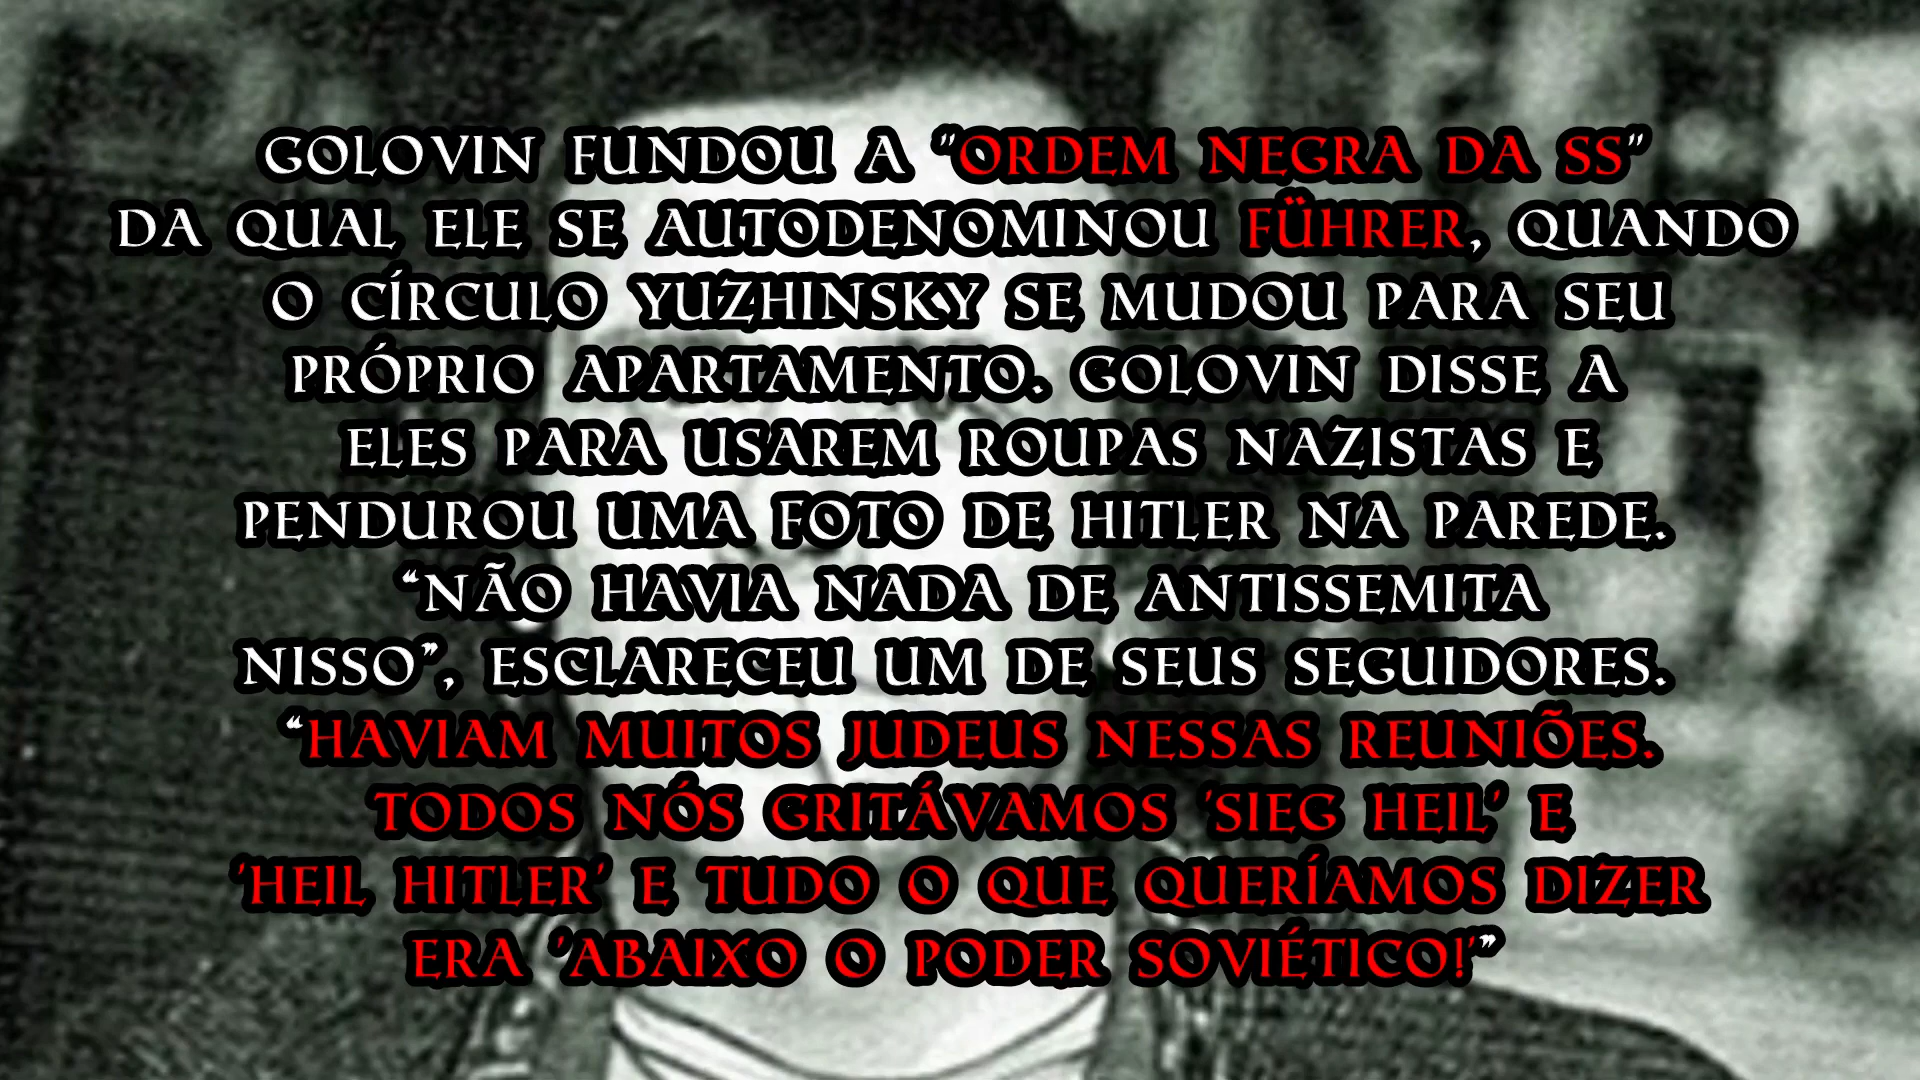 GOLOVIN FUNDOU A "ORDEM NEGRA DA SS"
DA QUAL ELE SE AUTODENOMINOU FÜHRER, QUANDO
O CÍRCULO YUZHINSKY SE MUDOU PARA SEU
PRÓPRIO APARTAMENTO. GOLOVIN DISSE A
ELES PARA USAREM ROUPAS NAZISTAS E
PENDUROU UMA FOTO DE HITLER NA PAREDE.
“NÃO HAVIA NADA DE ANTISSEMITA
NISSO”, ESCLARECEU UM DE SEUS SEGUIDORES.
“HAVIAM MUITOS JUDEUS NESSAS REUNIÕES.
TODOS NÓS GRITÁVAMOS 'SIEG HEIL' E
'HEIL HITLER' E TUDO O QUE QUERÍAMOS DIZER
ERA 'ABAIXO O PODER SOVIÉTICO!'”